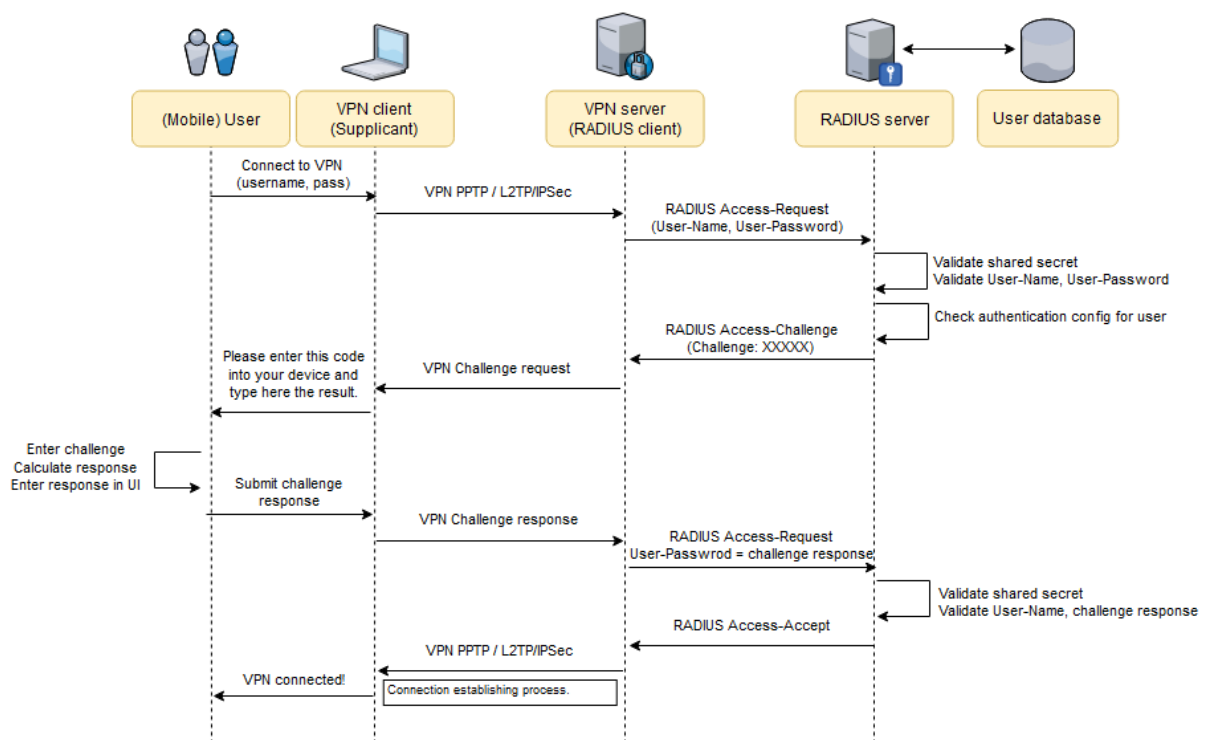 (Mobile) User
VPN client
(Supplicant)
VPN server
(RADIUS client)
RADIUS server
User database
Connect to VPN
(username, pass)
VPN PPTP / L2TP/IPSec
RADIUS Access-Request
(User-Name, User-Password)
Validate shared secret
Validate User-Name, User-Password
Check authentication config for user
RADIUS Access-Challenge
(Challenge: XXXXX)
VPN Challenge request
Please enter this code
into your device and
type here the result.
Enter challenge
Calculate response
Enter response in UI
Submit challenge
response
VPN Challenge response
RADIUS Access-Request
User-Passwrod = challenge response
Validate shared secret
Validate User-Name, challenge response
RADIUS Access-Accept
VPN PPTP / L2TP/IPSec
Connection establishing process.
VPN connected!